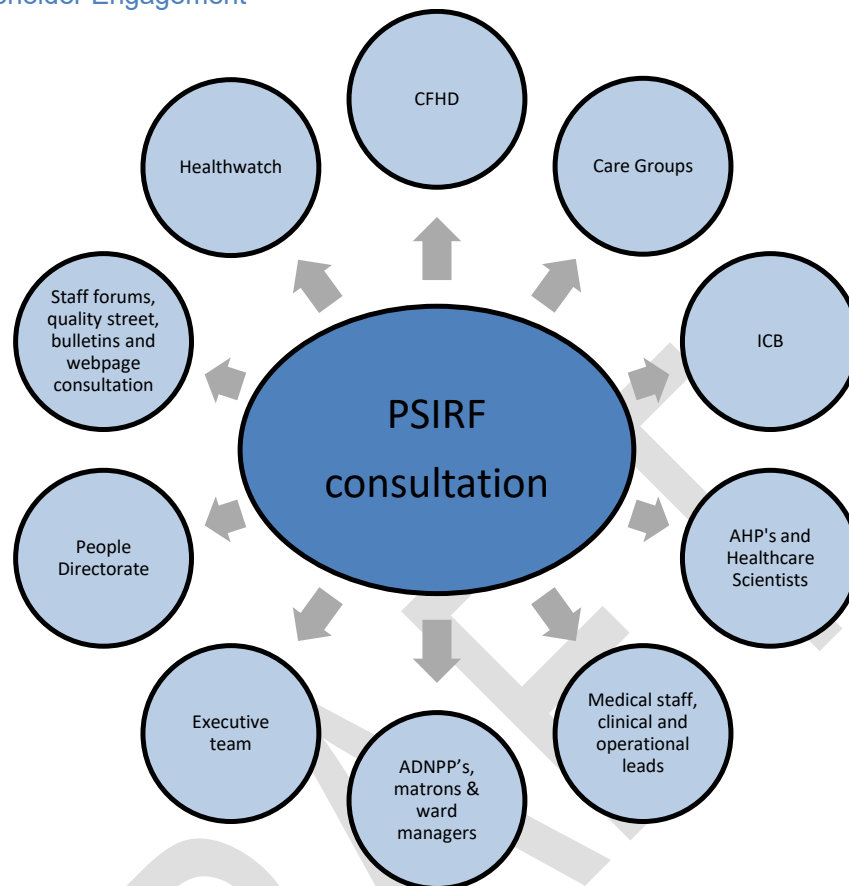 Engagement
CFHD
Healthwatch
Care Groups
Staff forums,
quality street,
bulletins and
webpage
consultation
ICB
PSIRF
consultation
People
Directorate
AHP's and
Healthcare
Scientists
Executive
team
Medical staff,
clinical and
operational
leads
ADNPP’s,
matrons &
ward
managers